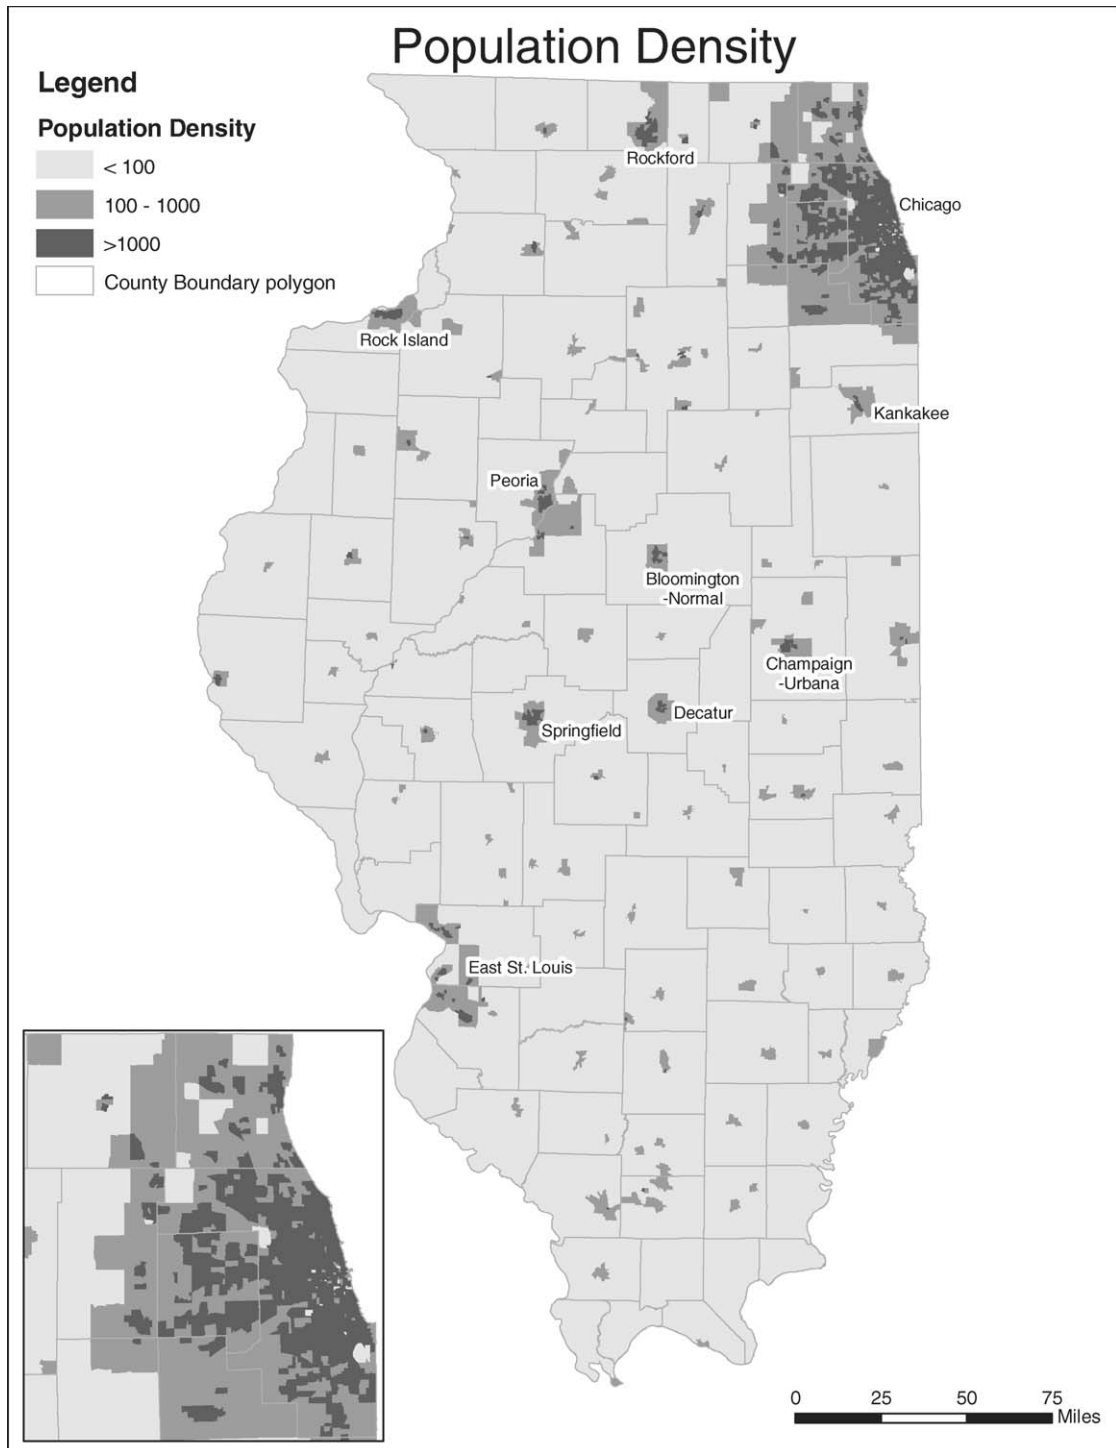 Population Density
Legend
Population Density
< 100
100 - 1000
>1000
County Boundary polygon
Rockford
Chicago
Rock Island
Kankakee
Peoria
Bloomington
-Normal
Champaign
-Urbana
Decatur
Springfield
East St. Louis
0 25 50 75
Miles